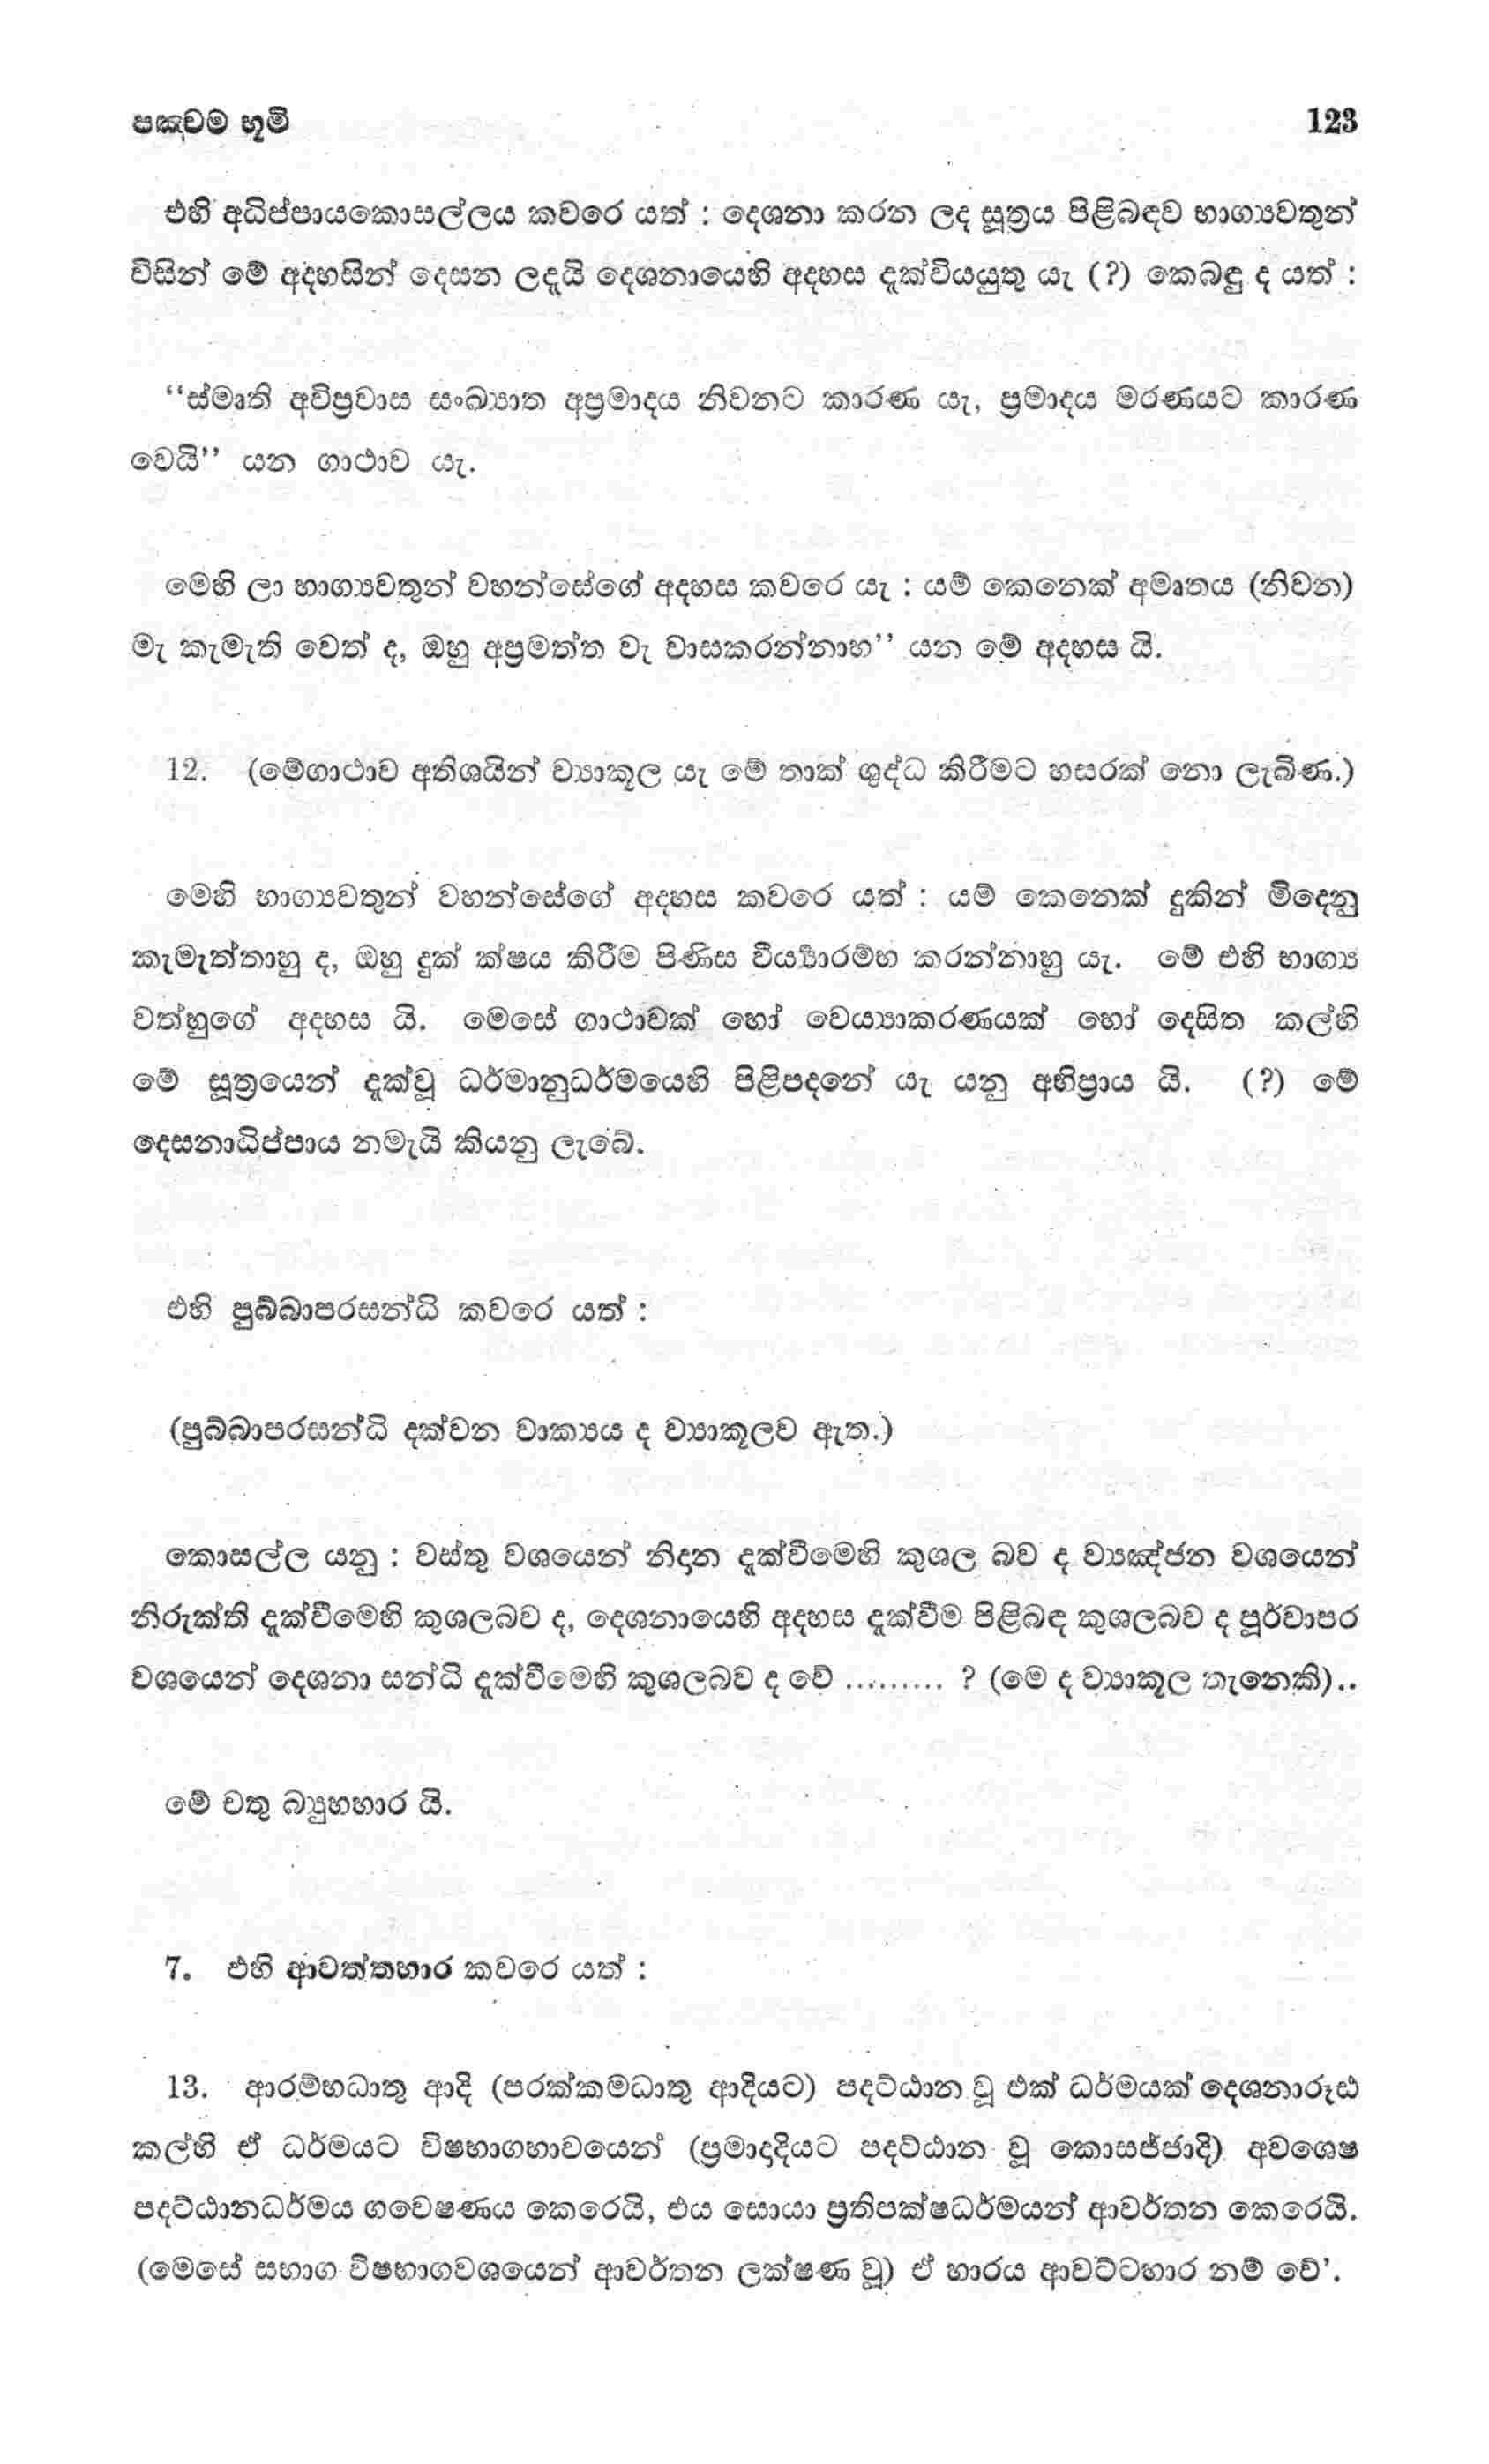 පඤ්චම භූමි 123
එහි අධිප්පායකොසල්ලය කවරෙ යත් : දෙශනා කරන ලද සූත්‍රය පිළිබඳව භාග්‍යවතුන්
විසින් මේ අදහසින් දෙසන ලදැයි දෙශනායෙහි අදහස දැක්වියයුතු යැ (?) කෙබඳු ද යත් :
“ස්මෘති අවිප්‍රවාස සංඛ්‍යාත අප්‍රමාදය නිවනට කාරණ යැ, ප්‍රමාදය මරණයට කාරණ
වෙයි” යන ගාථාව යැ.
මෙහි ලා භාග්‍යවතුන් වහන්සේගේ අදහස කවරෙ යැ : යම් කෙනෙක් අමෘතය (නිවන)
මැ කැමැති වෙත් ද, ඔහු අප්‍රමත්ත වැ වාසකරන්නාහ” යන මේ අදහස යි.
12. (මේගාථාව අතිශයින් ව්‍යාකූල යැ මේ තාක් ශුද්ධ කිරීමට හසරක් නො ලැබිණ.)
මෙහි භාග්‍යවතුන් වහන්සේගේ අදහස කවරෙ යත් : යම් කෙනෙක් දුකින් මිදෙනු
කැමැත්තාහු ද, ඔහු දුක් ක්ෂය කිරීම පිණිස වීර්‍ය්‍යාරම්භ කරන්නාහු යැ. මේ එහි භාග්‍ය
වත්හුගේ අදහස යි. මෙසේ ගාථාවක් හෝ වෙය්‍යාකරණයක් හෝ දෙසිත කල්හි
මේ සූත්‍රයෙන් දැක්වූ ධර්මානුධර්මයෙහි පිළිපදනේ යැ යනු අභිප්‍රාය යි. (?) මේ
දෙසනාධිප්පාය නමැයි කියනු ලැබේ.
එහි පුබ්බාපරසන්ධි කවරෙ යත් :
(පුබ්බාපරසන්ධි දක්වන වාක්‍යය ද ව්‍යාකූලව ඇත.)
කොසල්ල යනු : වස්තු වශයෙන් නිදාන දැක්වීමෙහි කුශල බව ද ව්‍යඤ්ජන වශයෙන්
නිරුක්ති දැක්වීමෙහි කුශලබව ද, දෙශනායෙහි අදහස දැක්වීම පිළිබඳ කුශලබව ද පූර්වාපර
වශයෙන් දෙශනා සන්ධි දැක්වීමෙහි කුශලබව ද වේ ......... ? (මෙ ද ව්‍යාකූල තැනෙකි)..
මේ චතු බ්‍යූහහාර යි.
7. එහි ආවත්තහාර කවරෙ යත් :
13. ආරම්භධාතු ආදි (පරක්කමධාතු ආදියට) පදට්ඨාන වූ එක් ධර්මයක් දෙශනාරූඪ
කල්හි ඒ ධර්මයට විෂභාගභාවයෙන් (ප්‍රමාදාදියට පදට්ඨාන වූ කොසජ්ජාදි) අවශෙෂ
පදට්ඨානධර්මය ගවෙෂණය කෙරෙයි, එය සොයා ප්‍රතිපක්ෂධර්මයන් ආවර්තන කෙරෙයි.
(මෙසේ සභාග විෂභාගවශයෙන් ආවර්තන ලක්ෂණ වූ) ඒ හාරය ආවට්ටහාර නම් වේ’.